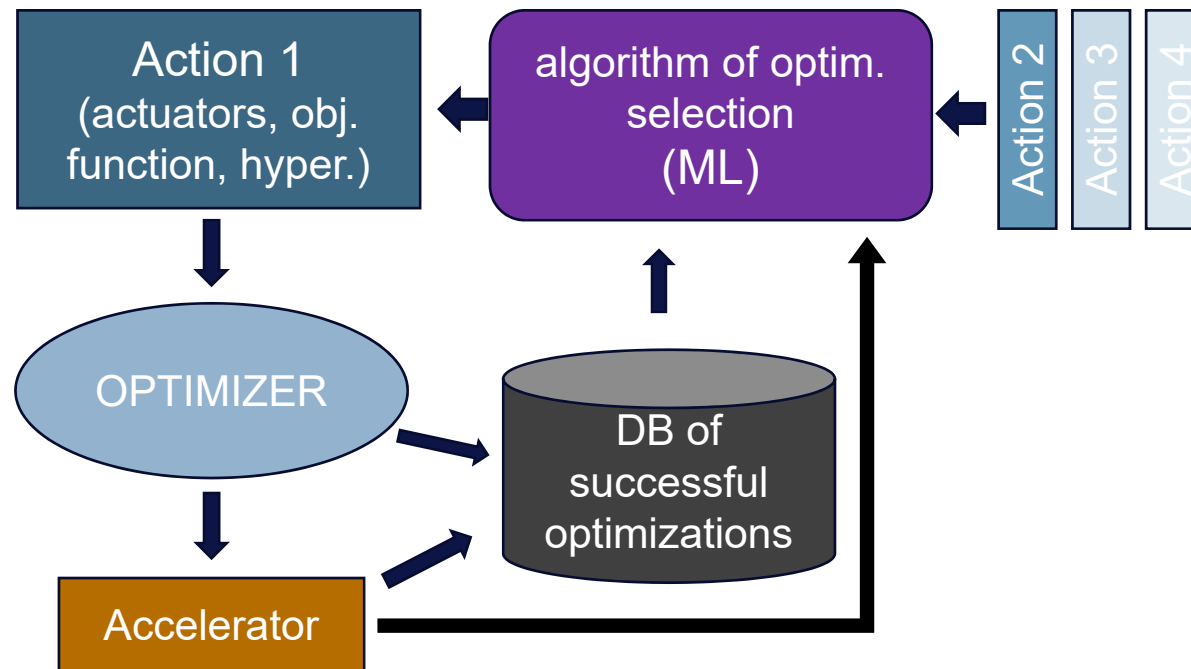 Action 1
(actuators, obj.
function, hyper.)
algorithm of optim.
selection
(ML)
Action 2
Action 3
Action 4
OPTIMIZER
DB of
successful
optimizations
Accelerator